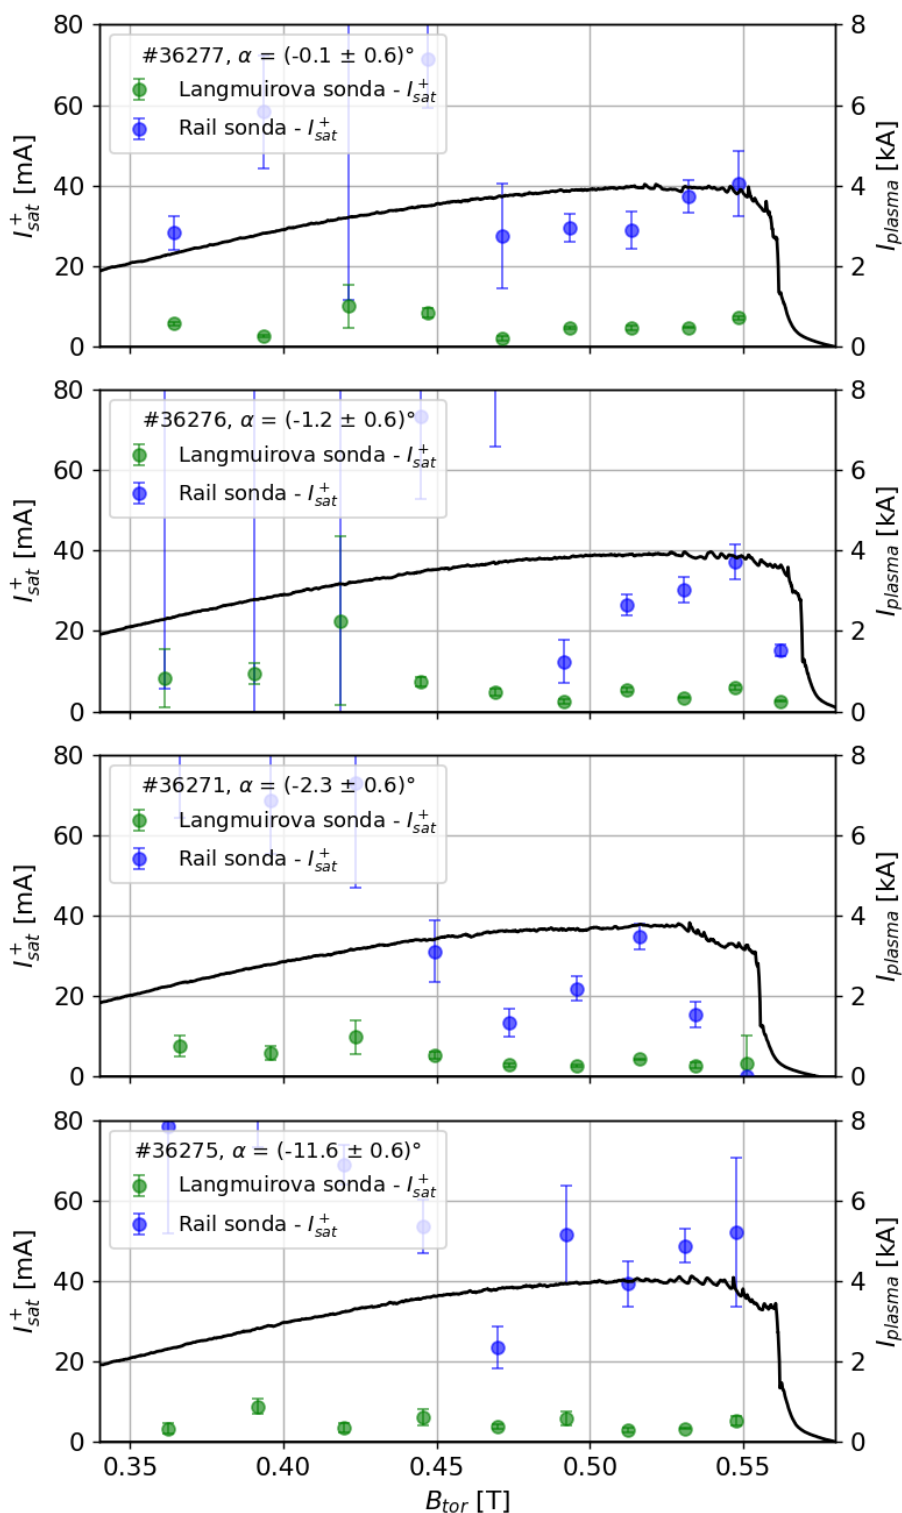 #36277, α = (-0.1 ± 0.6)°
Langmuirova sonda - I⁺sat
Rail sonda - I⁺sat
80
60
40
20
0
I⁺sat [mA]
8
6
4
2
0
Iplasma [kA]
#36276, α = (-1.2 ± 0.6)°
Langmuirova sonda - I⁺sat
Rail sonda - I⁺sat
80
60
40
20
0
I⁺sat [mA]
8
6
4
2
0
Iplasma [kA]
#36271, α = (-2.3 ± 0.6)°
Langmuirova sonda - I⁺sat
Rail sonda - I⁺sat
80
60
40
20
0
I⁺sat [mA]
8
6
4
2
0
Iplasma [kA]
#36275, α = (-11.6 ± 0.6)°
Langmuirova sonda - I⁺sat
Rail sonda - I⁺sat
80
60
40
20
0
I⁺sat [mA]
8
6
4
2
0
Iplasma [kA]
0.35 0.40 0.45 0.50 0.55
Btor [T]